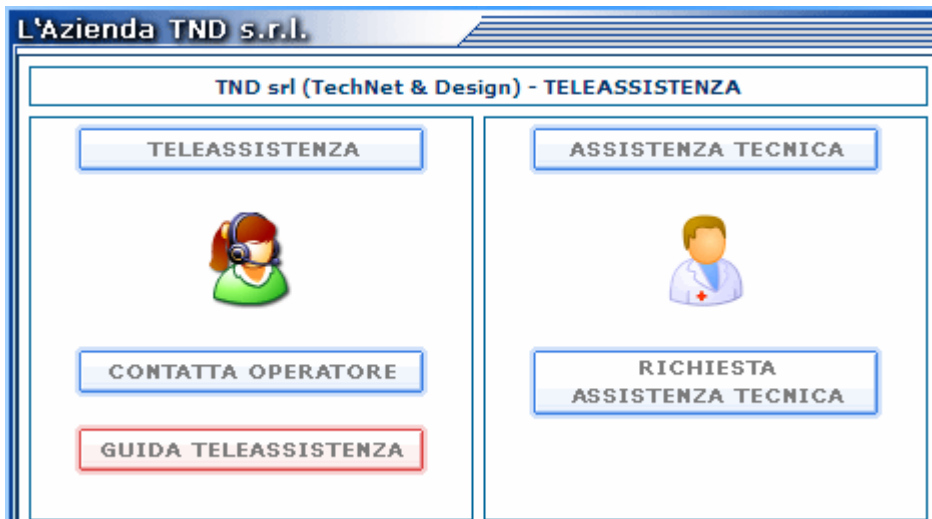 L'Azienda TND s.r.l.
TND srl (TechNet & Design) - TELEASSISTENZA
TELEASSISTENZA
CONTATTA OPERATORE
GUIDA TELEASSISTENZA
ASSISTENZA TECNICA
RICHIESTA
ASSISTENZA TECNICA